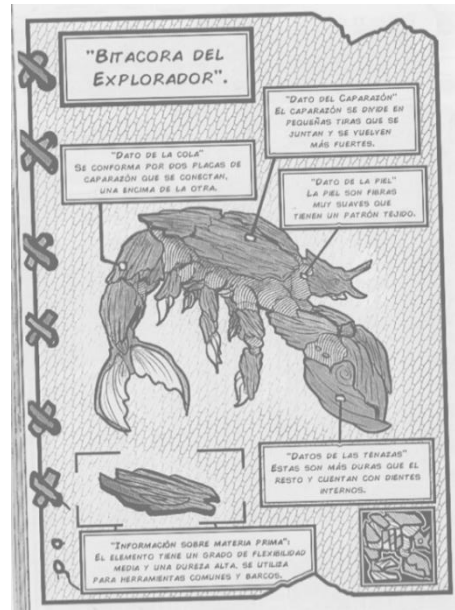 "BITACORA DEL
EXPLORADOR".
"DATO DEL CAPARAZÓN"
EL CAPARAZÓN SE DIVIDE EN
PEQUEÑAS TIRAS QUE SE
JUNTAN Y SE VUELVEN
MÁS FUERTES.
"DATO DE LA COLA"
SE CONFORMA POR DOS PLACAS DE
CAPARAZÓN QUE SE CONECTAN,
UNA ENCIMA DE LA OTRA.
"DATO DE LA PIEL"
LA PIEL SON FIBRAS
MUY SUAVES QUE
TIENEN UN PATRÓN TEJIDO.
"DATOS DE LAS TENAZAS"
ESTAS SON MÁS DURAS QUE EL
RESTO Y CUENTAN CON DIENTES
INTERNOS.
"INFORMACIÓN SOBRE MATERIA PRIMA":
EL ELEMENTO TIENE UN GRADO DE FLEXIBILIDAD
MEDIA Y UNA DUREZA ALTA. SE UTILIZA
PARA HERRAMIENTAS COMUNES Y BARCOS.